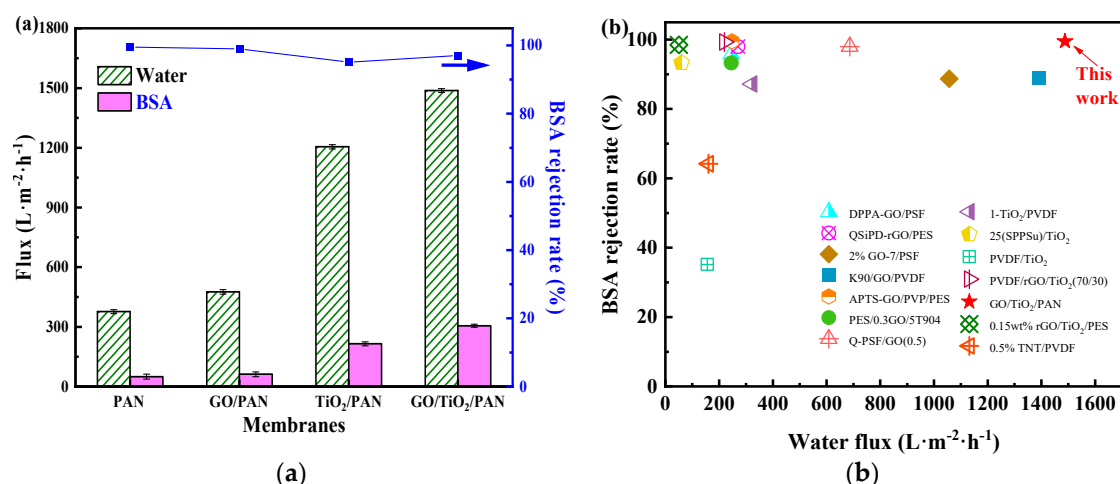 (a)
Flux (L·m⁻²·h⁻¹)
1800
1500
1200
900
600
300
0
Water
BSA
100
80
60
40
20
0
BSA rejection rate (%)
PAN
GO/PAN
TiO₂/PAN
GO/TiO₂/PAN
Membranes
(a)
(b)
BSA rejection rate (%)
100
80
60
40
20
0
This
work
DPPA-GO/PSF
QSiPD-rGO/PES
2% GO-7/PSF
K90/GO/PVDF
APTS-GO/PVP/PES
PES/0.3GO/5T904
Q-PSF/GO(0.5)
1-TiO₂/PVDF
25(SPPSu)/TiO₂
PVDF/TiO₂
PVDF/rGO/TiO₂(70/30)
GO/TiO₂/PAN
0.15wt% rGO/TiO₂/PES
0.5% TNT/PVDF
0 200 400 600 800 1000 1200 1400 1600
Water flux (L·m⁻²·h⁻¹)
(b)